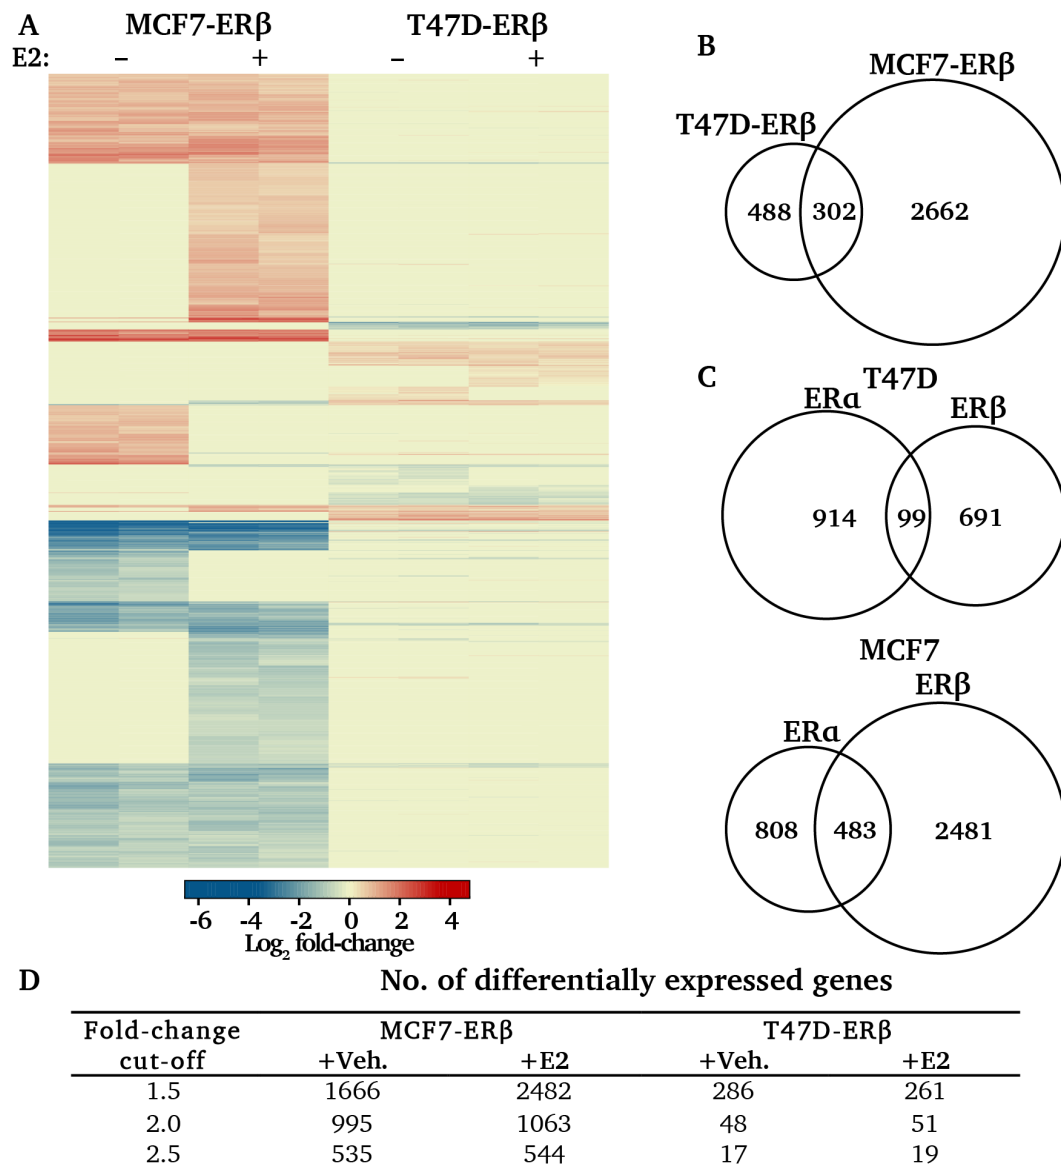 A
MCF7-ERβ
T47D-ERβ
E2:
–
+
–
+
-6
-4
-2
0
2
4
Log2 fold-change
B
MCF7-ERβ
T47D-ERβ
488
302
2662
C
T47D
ERα
ERβ
914
99
691
MCF7
ERβ
ERα
808
483
2481
D
No. of differentially expressed genes
Fold-change
MCF7-ERβ
T47D-ERβ
cut-off
+Veh.
+E2
+Veh.
+E2
1.5
1666
2482
286
261
2.0
995
1063
48
51
2.5
535
544
17
19